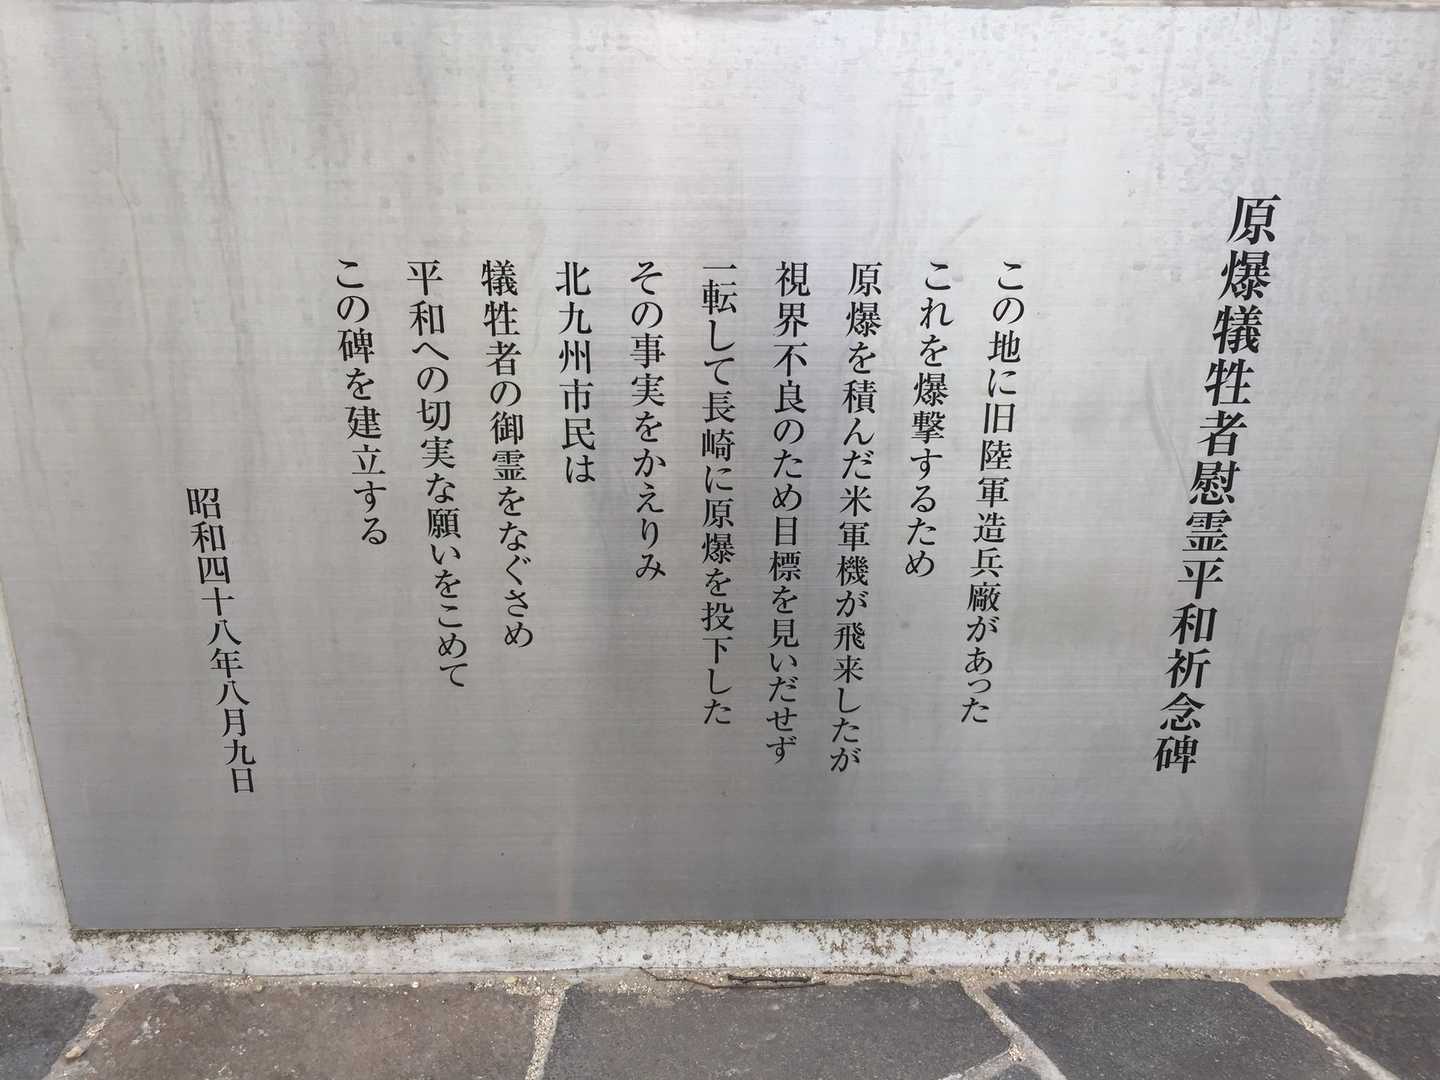 原爆犠牲者慰霊平和祈念碑
この地に旧陸軍造兵廠があった
これを爆撃するため
原爆を積んだ米軍機が飛来したが
視界不良のため目標を見いだせず
一転して長崎に原爆を投下した
その事実をかえりみ
北九州市民は
犠牲者の御霊をなぐさめ
平和への切実な願いをこめて
この碑を建立する
昭和四十八年八月九日